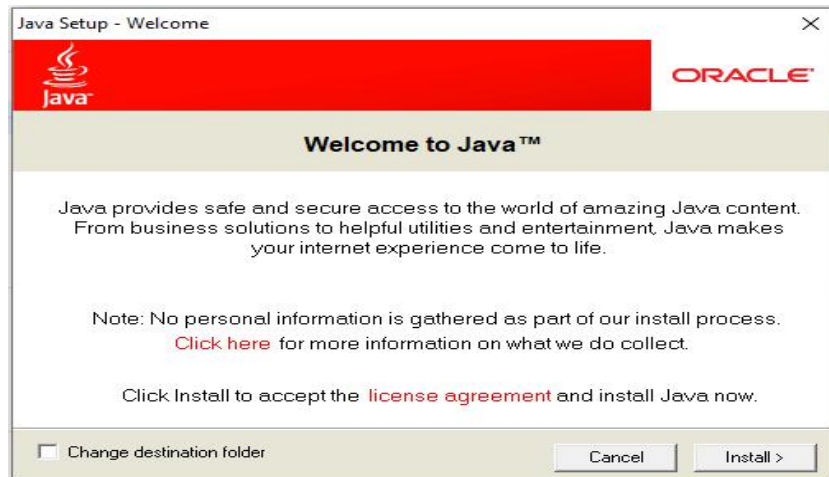 Java Setup - Welcome
Java™
ORACLE®
Welcome to Java™
Java provides safe and secure access to the world of amazing Java content.
From business solutions to helpful utilities and entertainment, Java makes
your internet experience come to life.
Note: No personal information is gathered as part of our install process.
Click here for more information on what we do collect.
Click Install to accept the license agreement and install Java now.
Change destination folder
Cancel
Install >